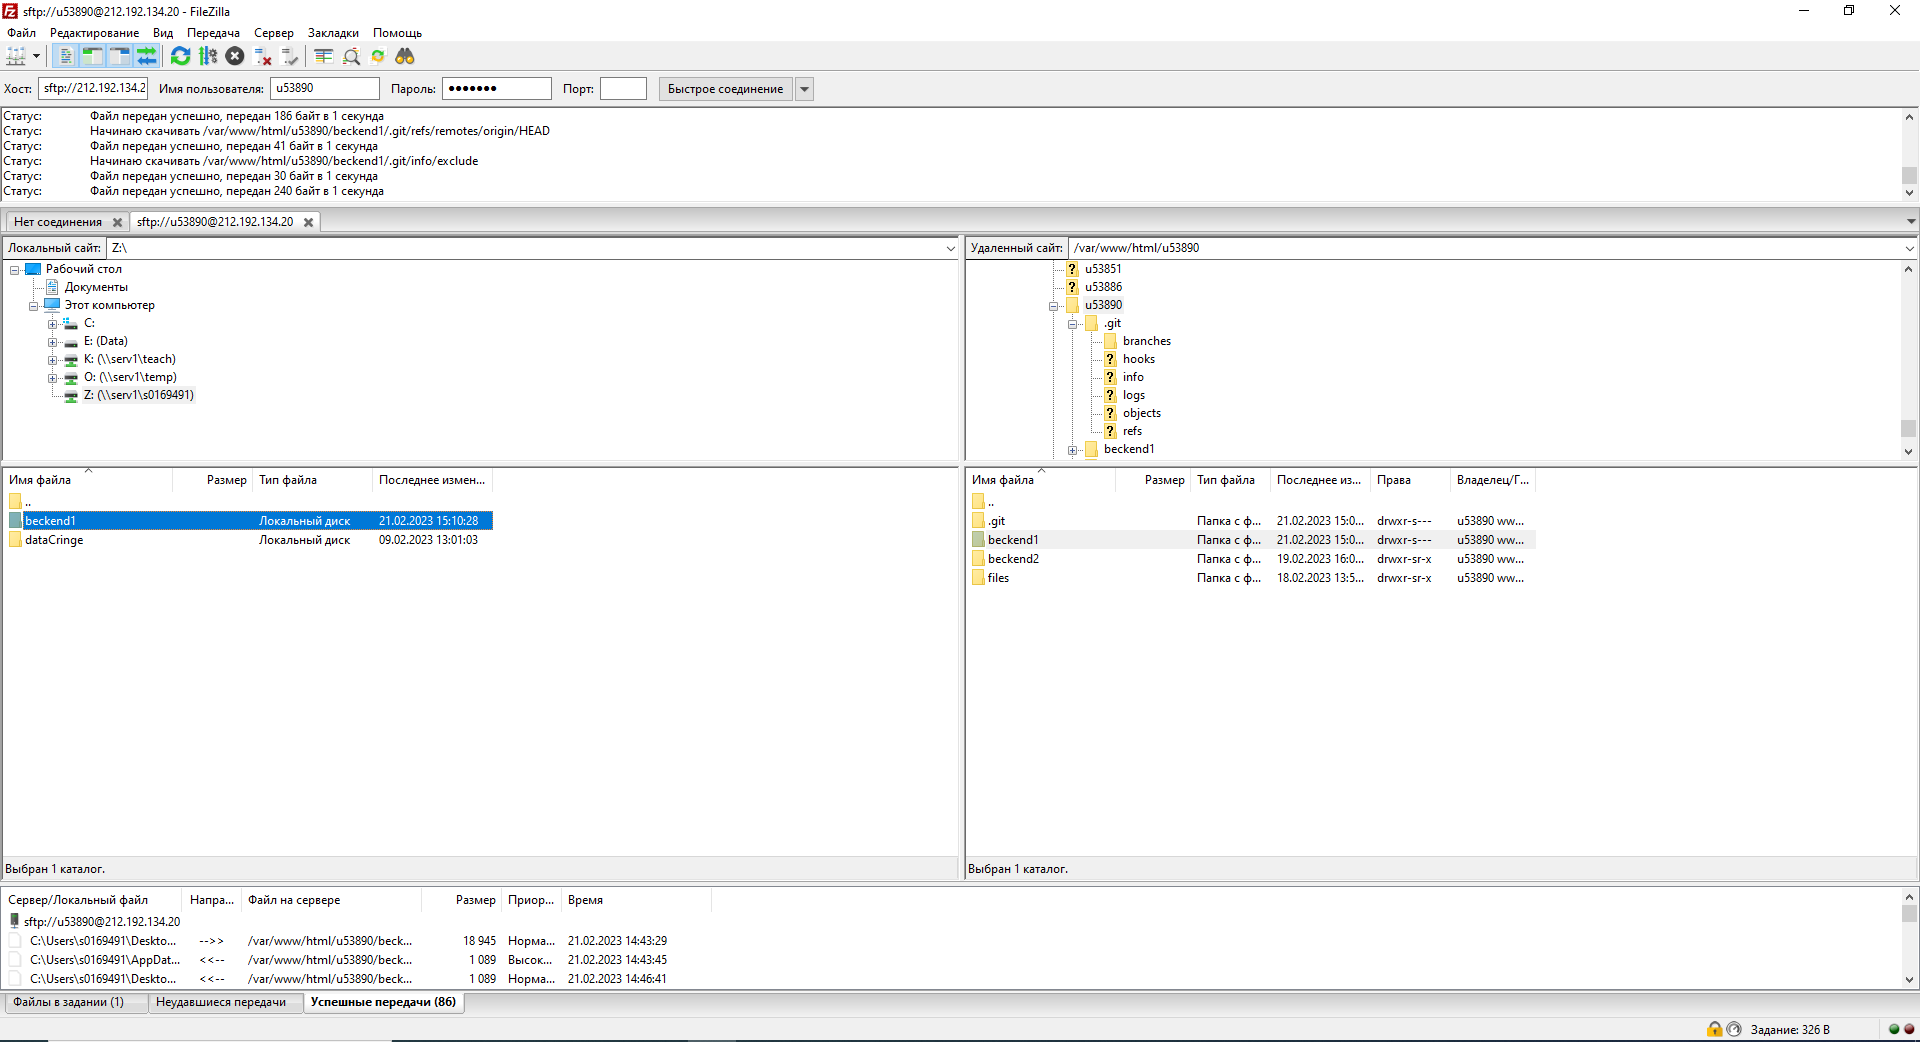 sftp://u53890@212.192.134.20 - FileZilla
Файл Редактирование Вид Передача Сервер Закладки Помощь
Хост: sftp://212.192.134.2 Имя пользователя: u53890 Пароль: ●●●●●●● Порт: Быстрое соединение
Статус: Файл передан успешно, передан 186 байт в 1 секунда
Статус: Начинаю скачивать /var/www/html/u53890/beckend1/.git/refs/remotes/origin/HEAD
Статус: Файл передан успешно, передан 41 байт в 1 секунда
Статус: Начинаю скачивать /var/www/html/u53890/beckend1/.git/info/exclude
Статус: Файл передан успешно, передан 30 байт в 1 секунда
Статус: Файл передан успешно, передан 240 байт в 1 секунда
Нет соединения sftp://u53890@212.192.134.20
Локальный сайт: Z:\
Рабочий стол
Документы
Этот компьютер
C:
E: (Data)
K: (\\serv1\teach)
O: (\\serv1\temp)
Z: (\\serv1\s0169491)
Удаленный сайт: /var/www/html/u53890
u53851
u53886
u53890
.git
branches
hooks
info
logs
objects
refs
beckend1
Имя файла Размер Тип файла Последнее измен...
..
beckend1 Локальный диск 21.02.2023 15:10:28
dataCringe Локальный диск 09.02.2023 13:01:03
Выбран 1 каталог.
Имя файла Размер Тип файла Последнее из... Права Владелец/Г...
..
.git Папка с ф... 21.02.2023 15:0... drwxr-s--- u53890 ww...
beckend1 Папка с ф... 21.02.2023 15:0... drwxr-s--- u53890 ww...
beckend2 Папка с ф... 19.02.2023 16:0... drwxr-sr-x u53890 ww...
files Папка с ф... 18.02.2023 13:5... drwxr-sr-x u53890 ww...
Выбран 1 каталог.
Сервер/Локальный файл Напра... Файл на сервере Размер Приор... Время
sftp://u53890@212.192.134.20
C:\Users\s0169491\Deskto... -->> /var/www/html/u53890/beck... 18 945 Норма... 21.02.2023 14:43:29
C:\Users\s0169491\AppDat... <<-- /var/www/html/u53890/beck... 1 089 Высок... 21.02.2023 14:43:45
C:\Users\s0169491\Deskto... <<-- /var/www/html/u53890/beck... 1 089 Норма... 21.02.2023 14:46:41
Файлы в задании (1) Неудавшиеся передачи Успешные передачи (86)
Задание: 326 B